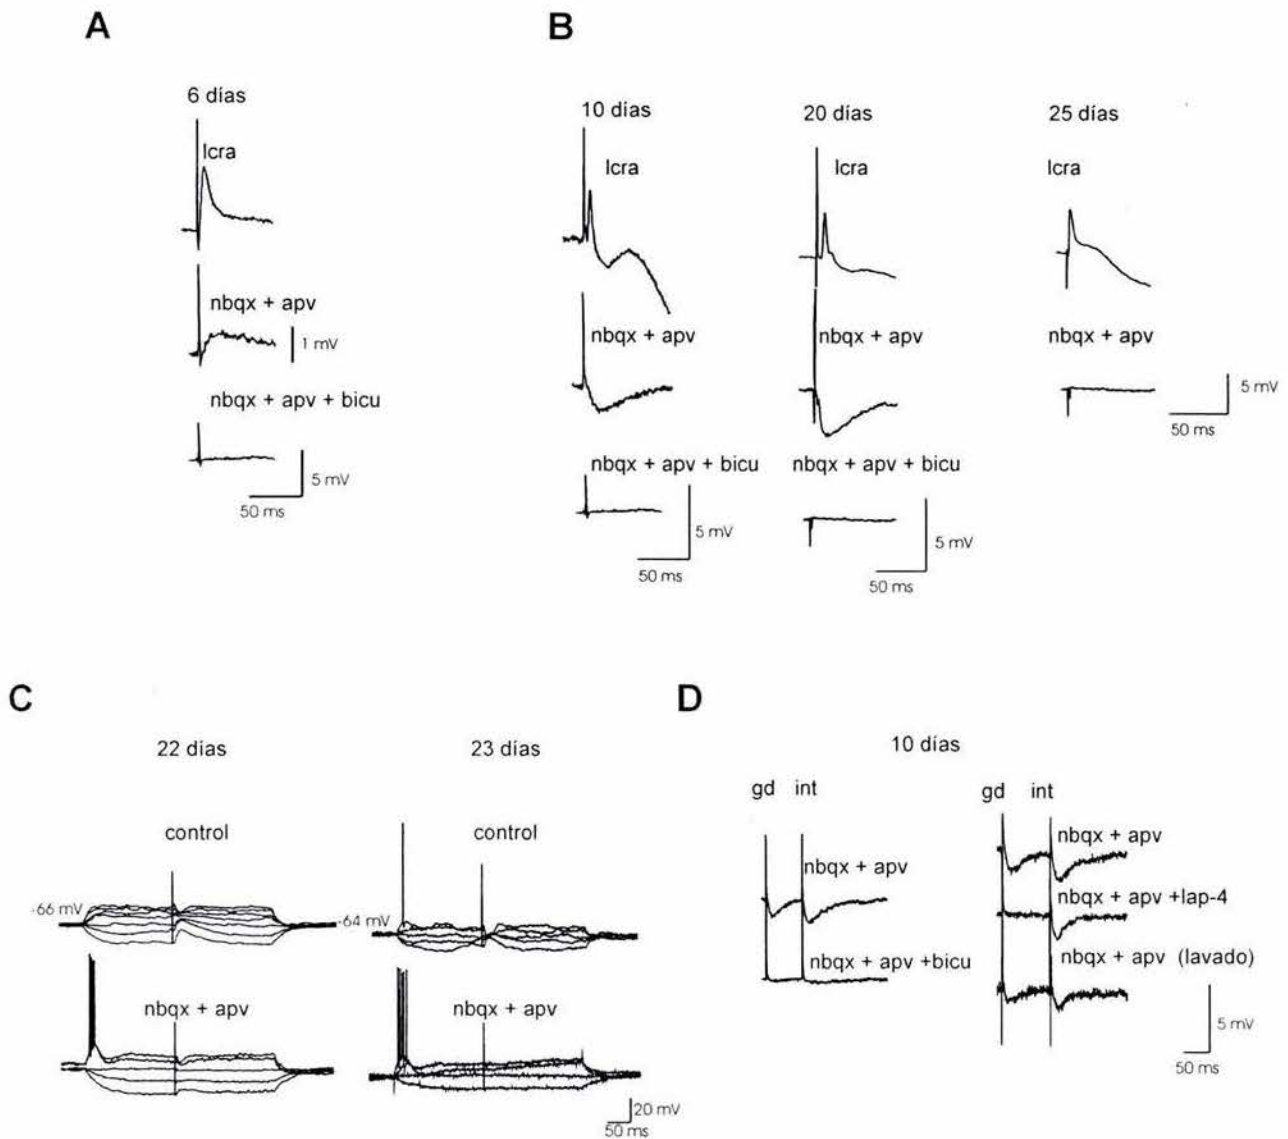 A
6 días
lcra
nbqx + apv
1 mV
nbqx + apv + bicu
5 mV
50 ms
B
10 días
lcra
nbqx + apv
nbqx + apv + bicu
5 mV
50 ms
20 días
lcra
nbqx + apv
nbqx + apv + bicu
5 mV
50 ms
25 días
lcra
nbqx + apv
5 mV
50 ms
C
22 días
control
-66 mV
nbqx + apv
23 días
control
-64 mV
nbqx + apv
20 mV
50 ms
D
10 días
gd int
nbqx + apv
nbqx + apv +bicu
gd int
nbqx + apv
nbqx + apv +lap-4
nbqx + apv (lavado)
5 mV
50 ms